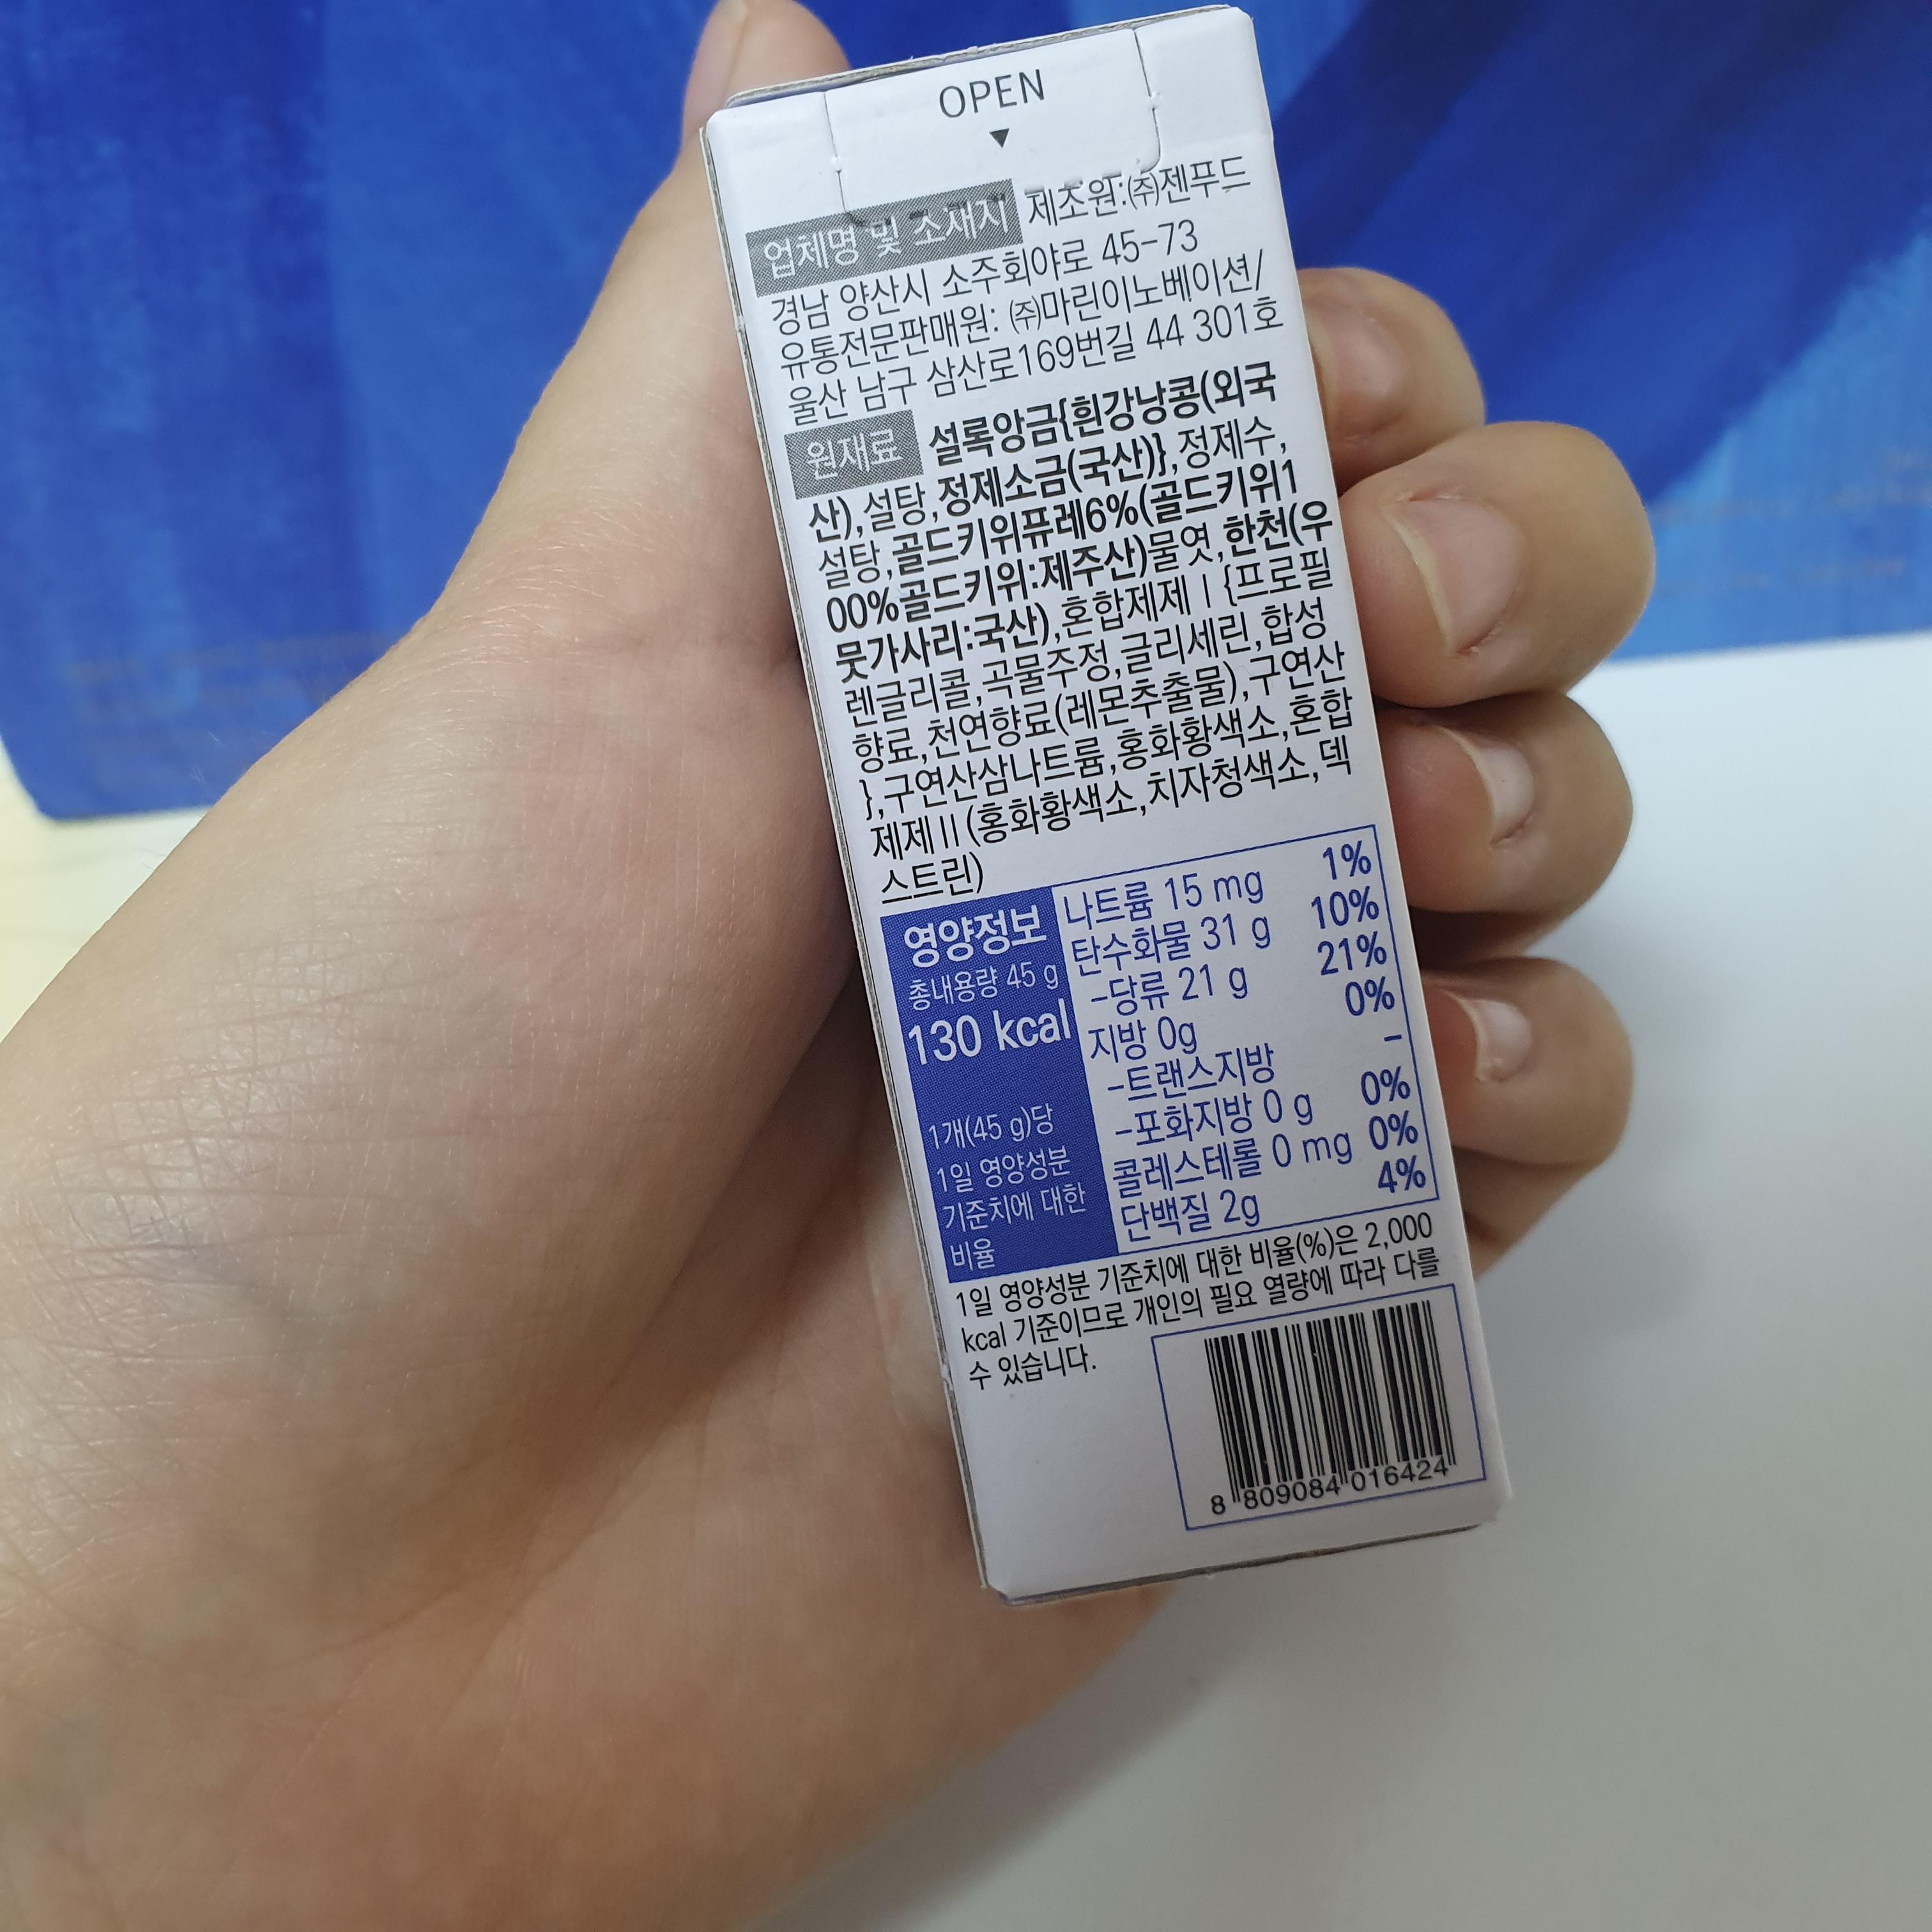 OPEN
업체명 및 소재지 제조원:㈜젠푸드
경남 양산시 소주회야로 45-73
유통전문판매원: ㈜마린이노베이션/
울산 남구 삼산로169번길 44 301호
원재료 설록앙금{흰강낭콩(외국
산),설탕,정제소금(국산)},정제수,
설탕,골드키위퓨레6%(골드키위1
00%골드키위:제주산)물엿,한천(우
뭇가사리:국산),혼합제제Ⅰ{프로필
렌글리콜,곡물주정,글리세린,합성
향료,천연향료(레몬추출물),구연산
},구연산삼나트륨,홍화황색소,혼합
제제Ⅱ(홍화황색소,치자청색소,덱
스트린)
영양정보
총내용량 45 g
130 kcal
1개(45 g)당
1일 영양성분
기준치에 대한
비율
나트륨 15 mg 1%
탄수화물 31 g 10%
-당류 21 g 21%
지방 0g 0%
-트랜스지방 -
-포화지방 0 g 0%
콜레스테롤 0 mg 0%
단백질 2g 4%
1일 영양성분 기준치에 대한 비율(%)은 2,000
kcal 기준이므로 개인의 필요 열량에 따라 다를
수 있습니다.
8 809084 016424